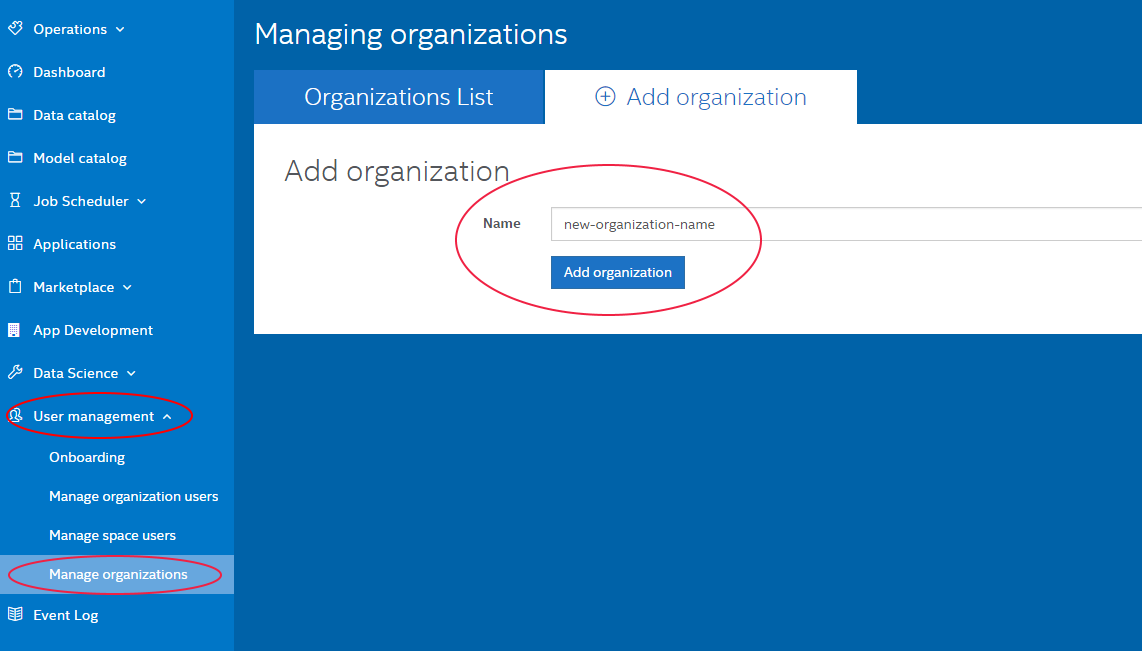 Operations
Dashboard
Data catalog
Model catalog
Job Scheduler
Applications
Marketplace
App Development
Data Science
User management
Onboarding
Manage organization users
Manage space users
Manage organizations
Event Log
Managing organizations
Organizations List
Add organization
Add organization
Name
new-organization-name
Add organization